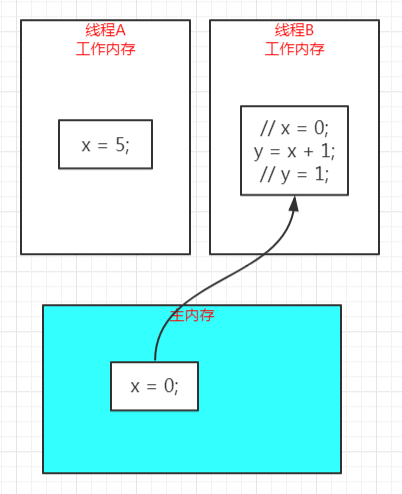 线程A
工作内存
x = 5;
线程B
工作内存
// x = 0;
y = x + 1;
// y = 1;
主内存
x = 0;